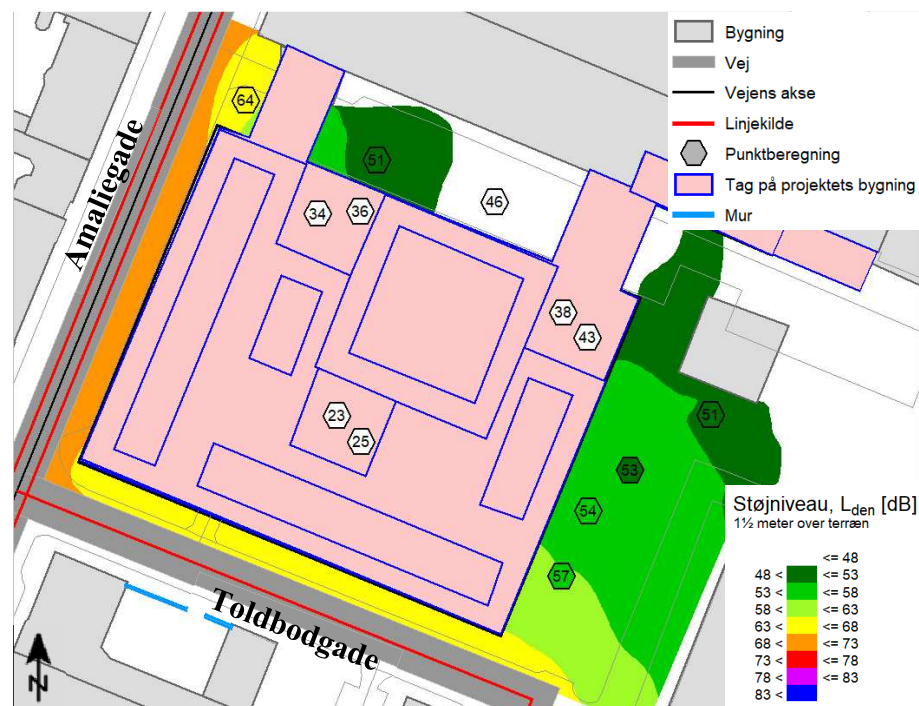 Bygning
Vej
Vejens akse
Linjekilde
Punktberegning
Tag på projektets bygning
Mur
Amaliegade
64
51
46
34
36
38
43
23
25
51
53
54
57
Toldbodgade
N
Støjniveau, Lden [dB]
1½ meter over terræn
<= 48
48 < <= 53
53 < <= 58
58 < <= 63
63 < <= 68
68 < <= 73
73 < <= 78
78 < <= 83
83 <